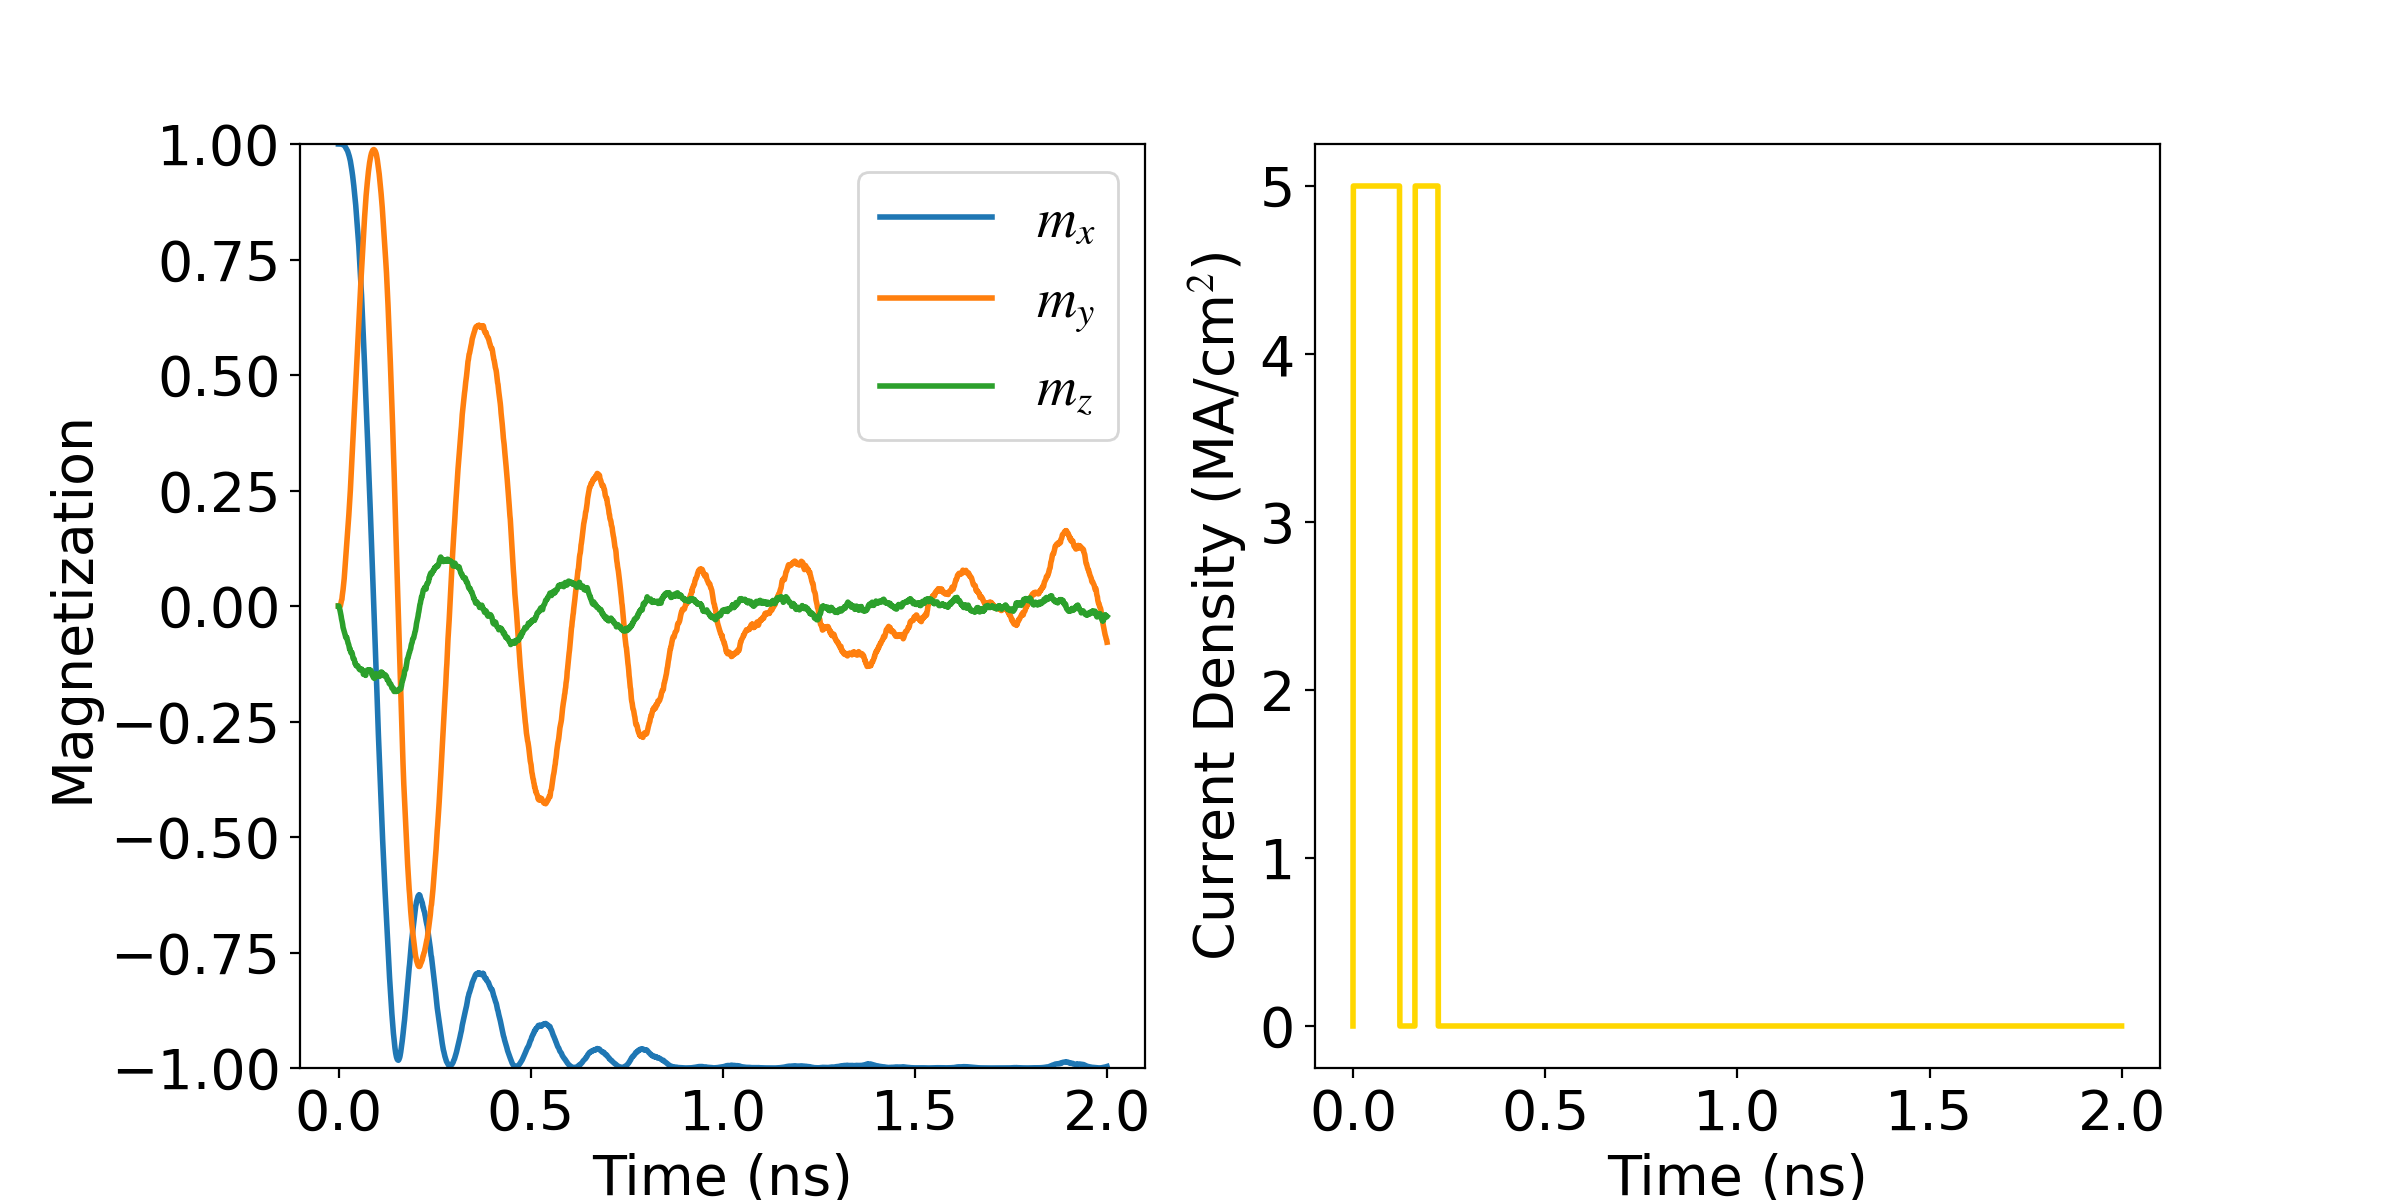 1.00
0.75
0.50
0.25
0.00
−0.25
−0.50
−0.75
−1.00
Magnetization
0.0 0.5 1.0 1.5 2.0
Time (ns)
m_x
m_y
m_z
5
4
3
2
1
0
Current Density (MA/cm²)
0.0 0.5 1.0 1.5 2.0
Time (ns)